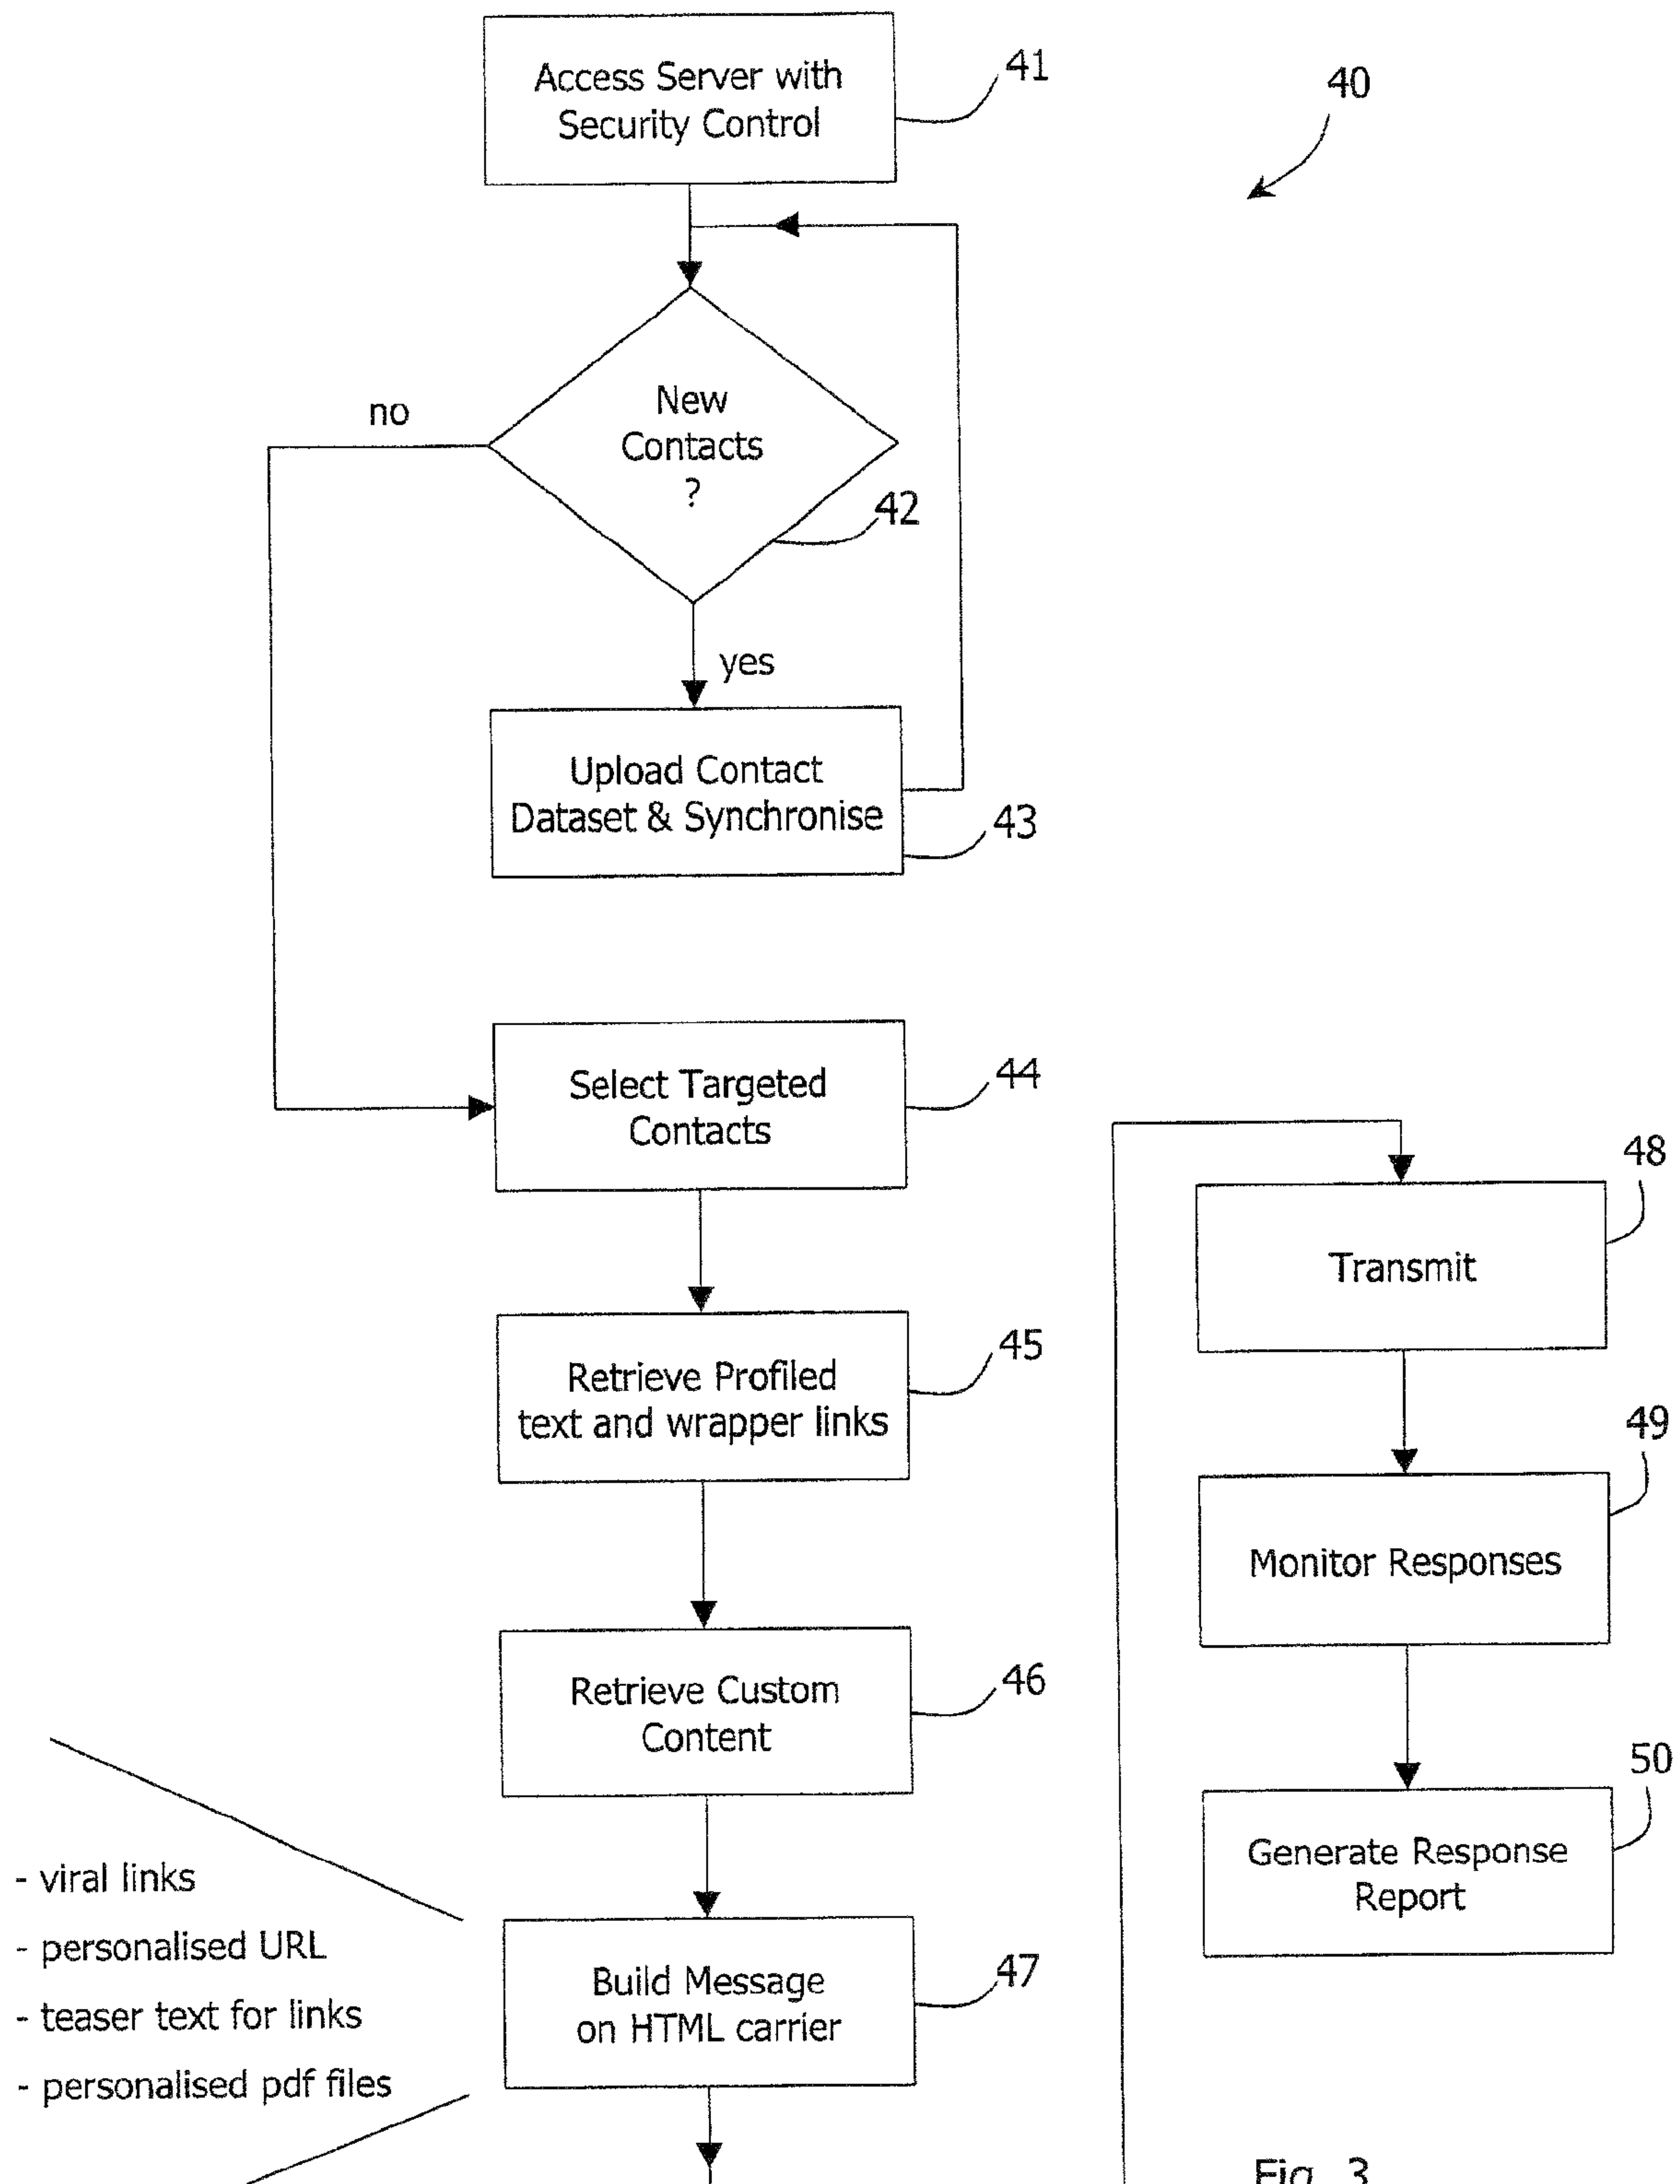 Access Server with
Security Control
41
40
New
Contacts
?
42
no
yes
Upload Contact
Dataset & Synchronise
43
Select Targeted
Contacts
44
Retrieve Profiled
text and wrapper links
45
Retrieve Custom
Content
46
- viral links
- personalised URL
- teaser text for links
- personalised pdf files
Build Message
on HTML carrier
47
Transmit
48
Monitor Responses
49
Generate Response
Report
50
Fig. 3